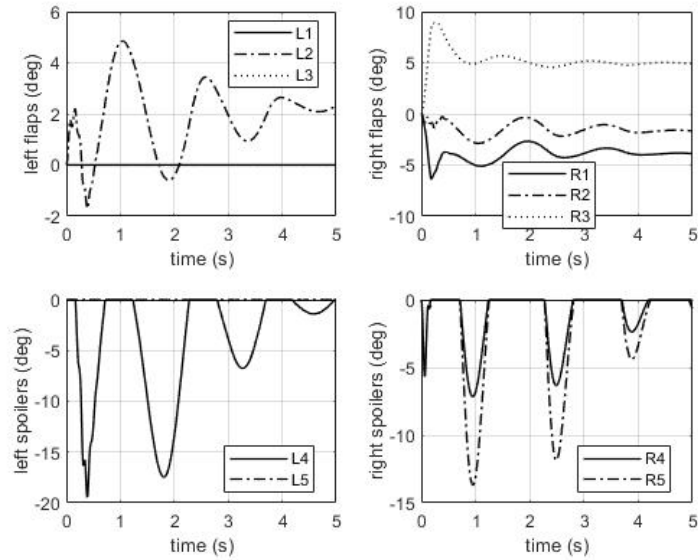 6
4
2
0
-2
left flaps (deg)
L1
L2
L3
0 1 2 3 4 5
time (s)
10
5
0
-5
-10
right flaps (deg)
R1
R2
R3
0 1 2 3 4 5
time (s)
0
-5
-10
-15
-20
left spoilers (deg)
L4
L5
0 1 2 3 4 5
time (s)
0
-5
-10
-15
right spoilers (deg)
R4
R5
0 1 2 3 4 5
time (s)